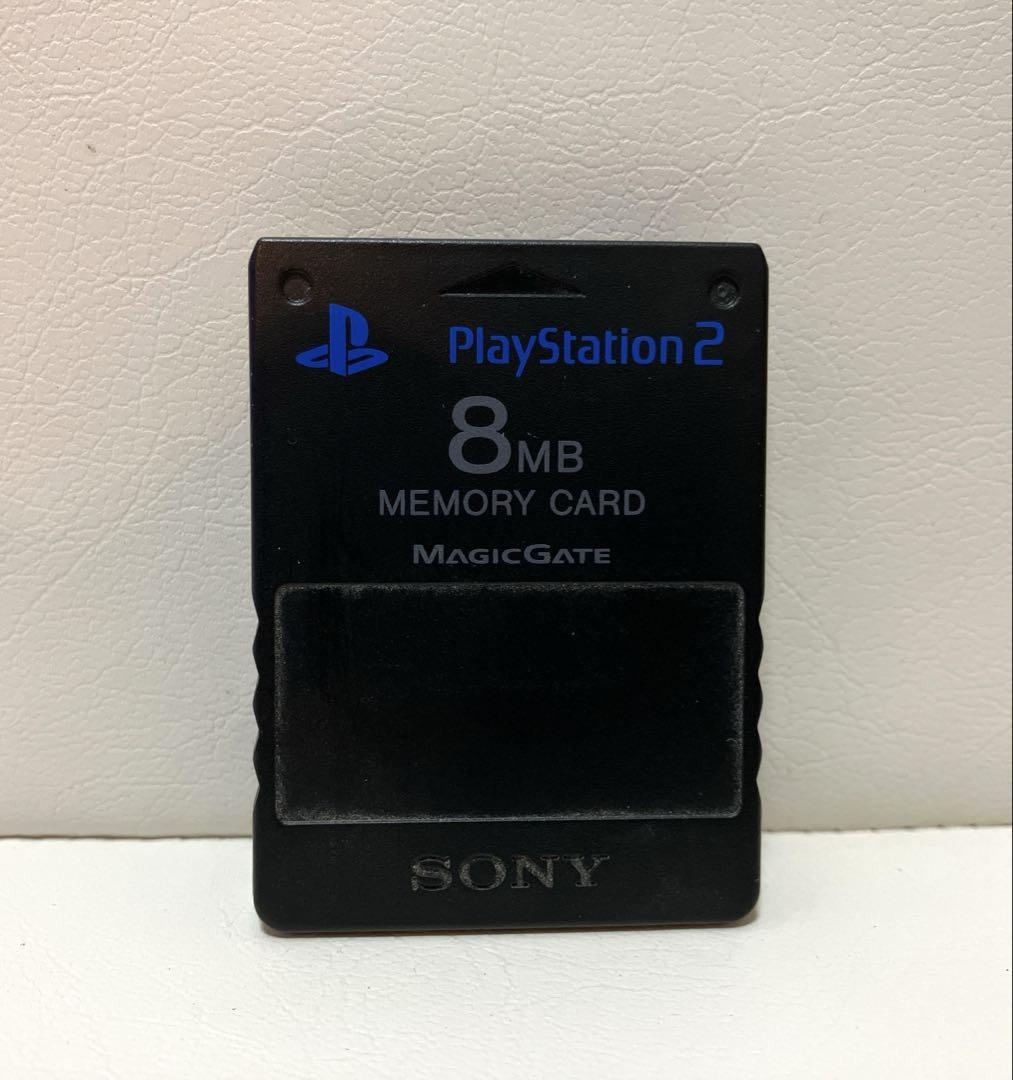 PlayStation 2
8MB
MEMORY CARD
MAGICGATE
SONY